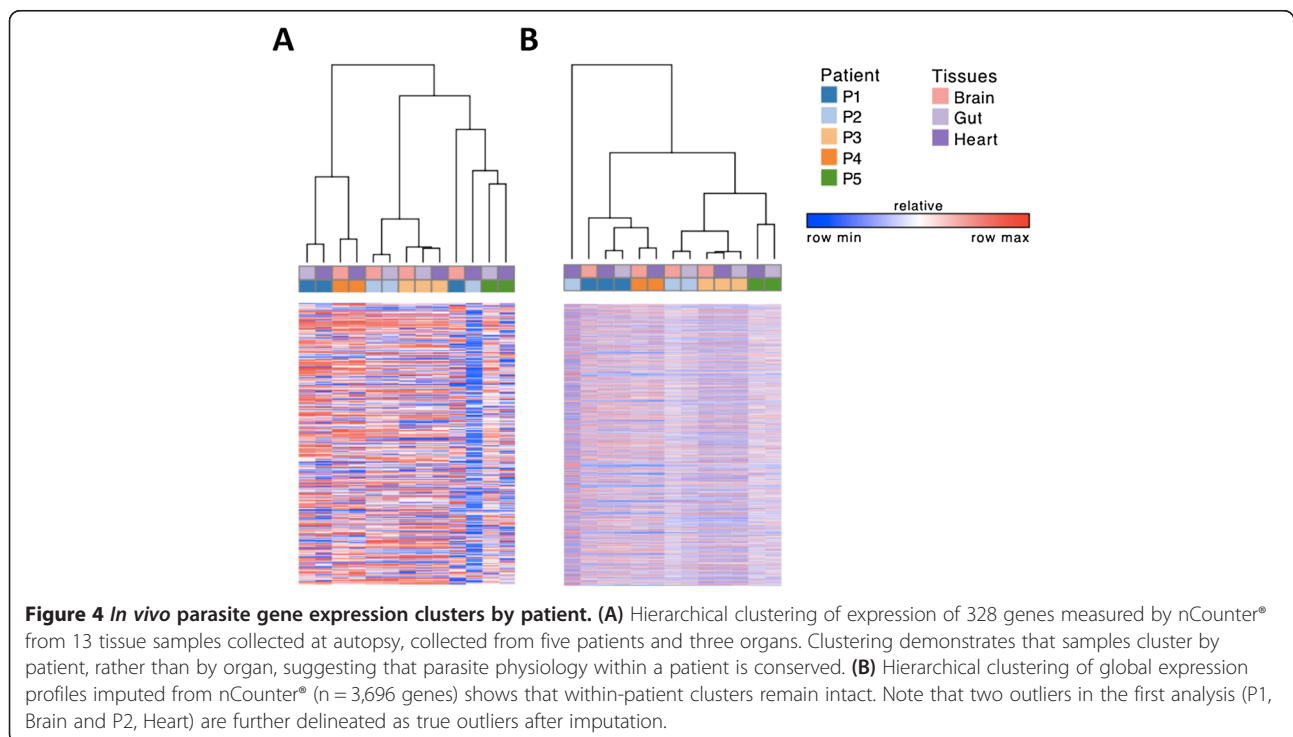 A
B
Patient
P1
P2
P3
P4
P5
Tissues
Brain
Gut
Heart
relative
row min row max
Figure 4 In vivo parasite gene expression clusters by patient. (A) Hierarchical clustering of expression of 328 genes measured by nCounter®
from 13 tissue samples collected at autopsy, collected from five patients and three organs. Clustering demonstrates that samples cluster by
patient, rather than by organ, suggesting that parasite physiology within a patient is conserved. (B) Hierarchical clustering of global expression
profiles imputed from nCounter® (n = 3,696 genes) shows that within-patient clusters remain intact. Note that two outliers in the first analysis (P1,
Brain and P2, Heart) are further delineated as true outliers after imputation.